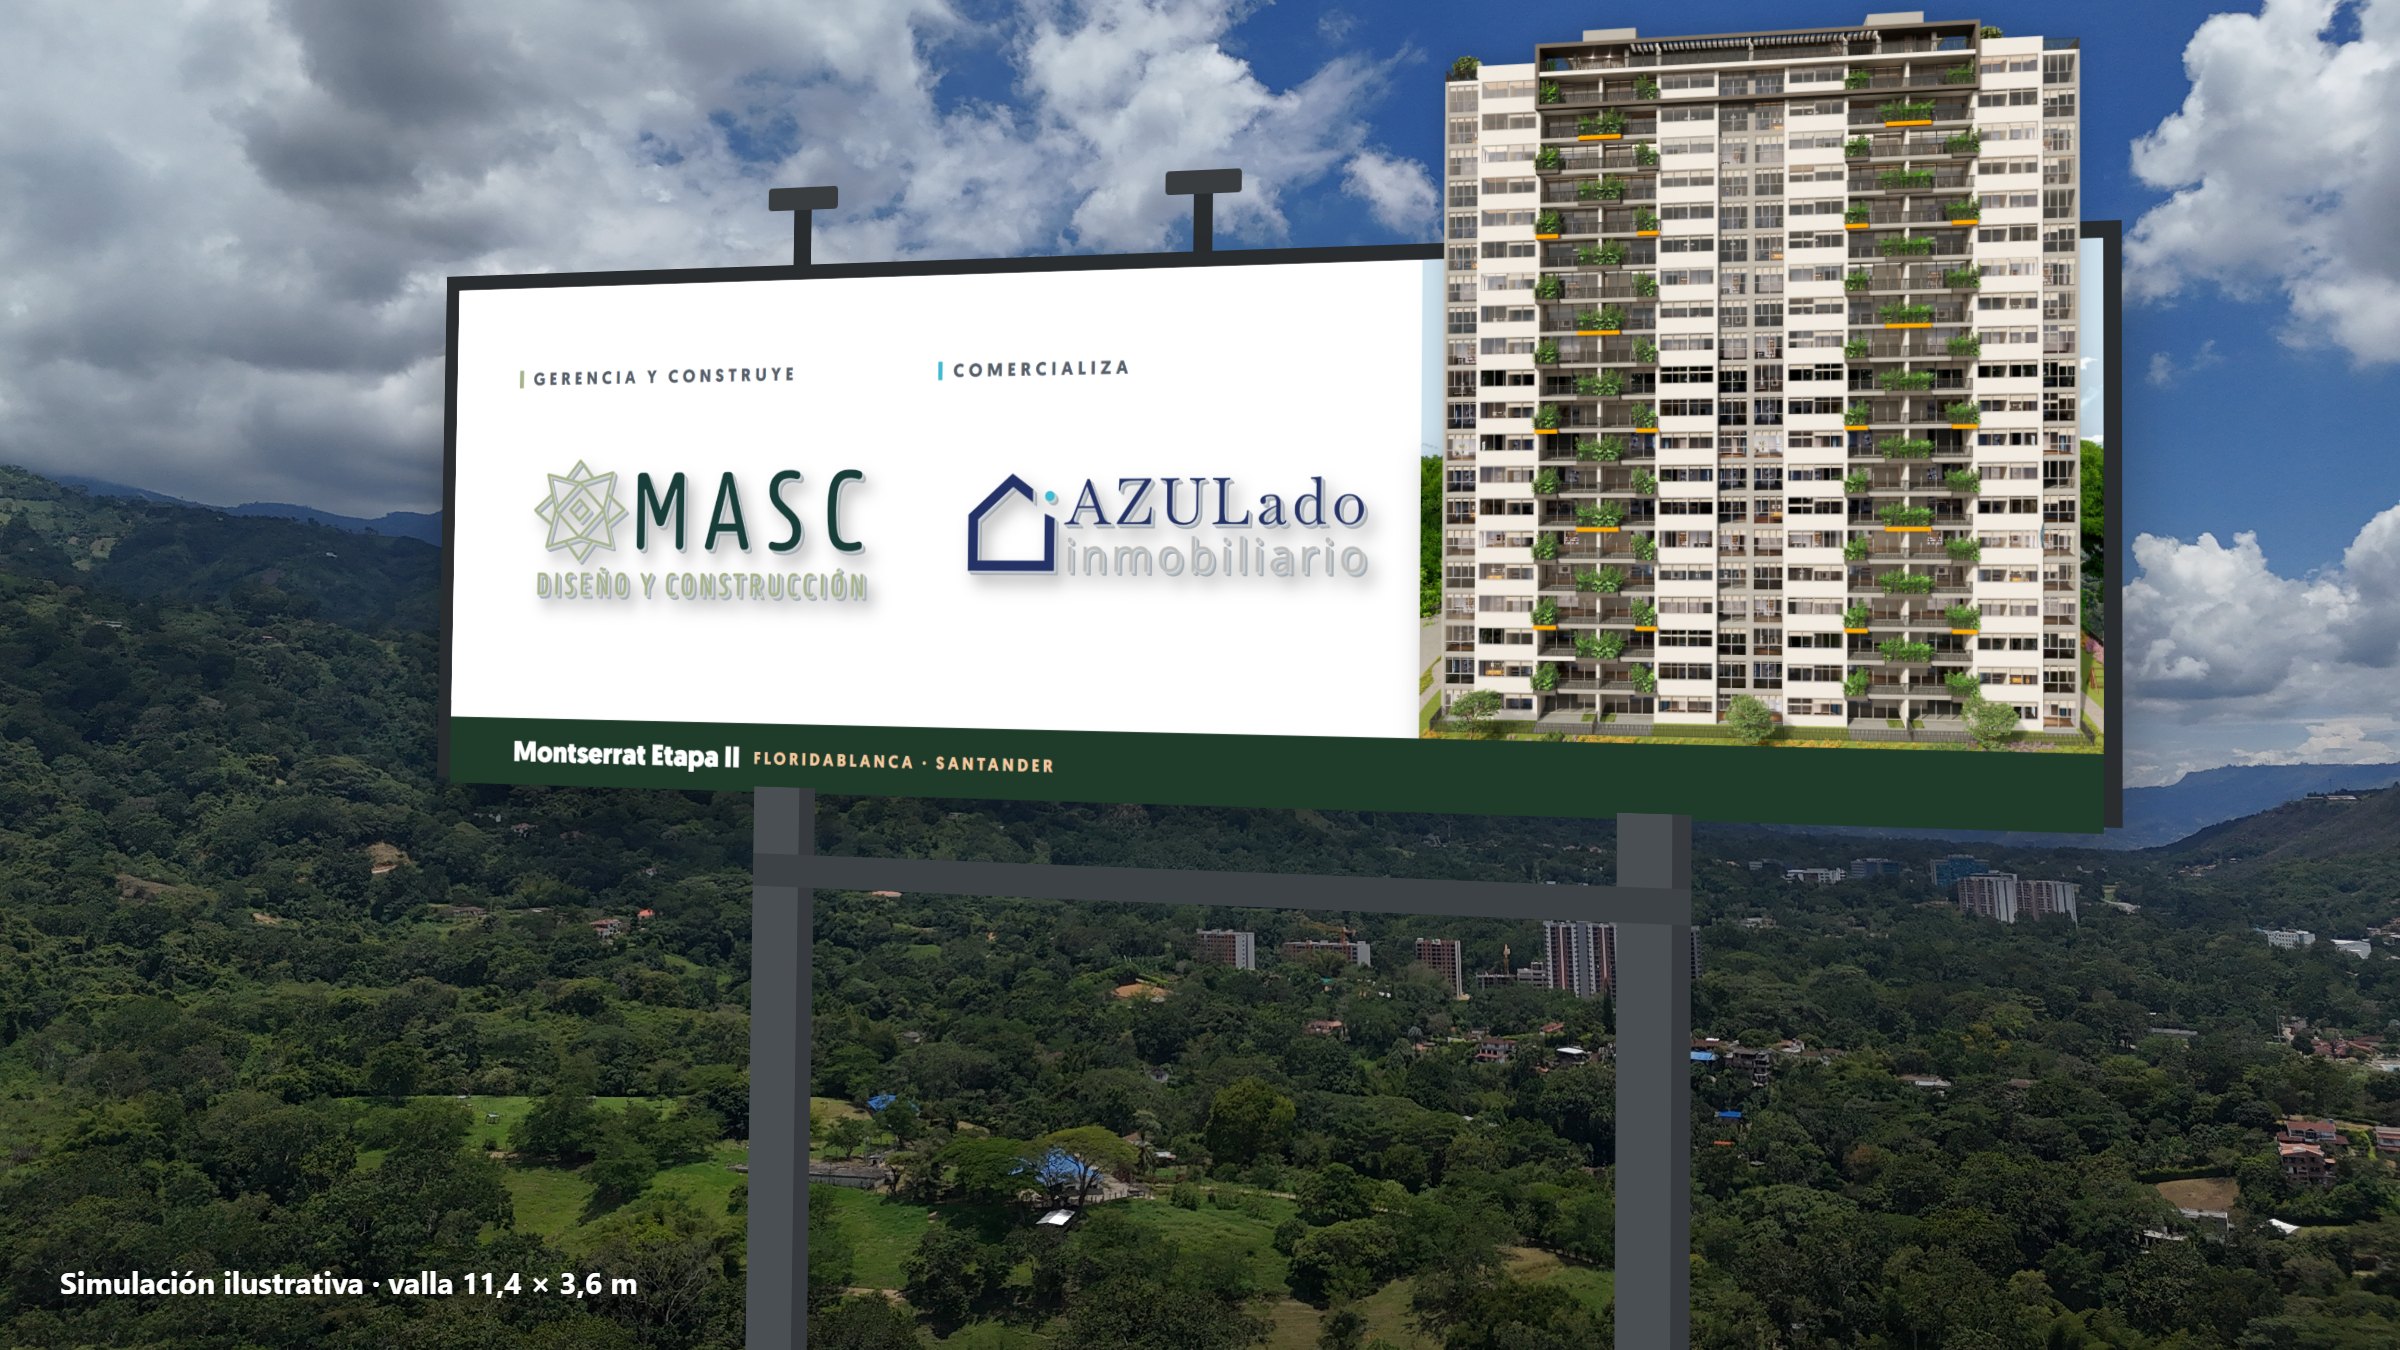 GERENCIA Y CONSTRUYE
COMERCIALIZA
MASC
DISEÑO Y CONSTRUCCIÓN
AZULado
inmobiliario
Montserrat Etapa II FLORIDABLANCA · SANTANDER
Simulación ilustrativa · valla 11,4 × 3,6 m